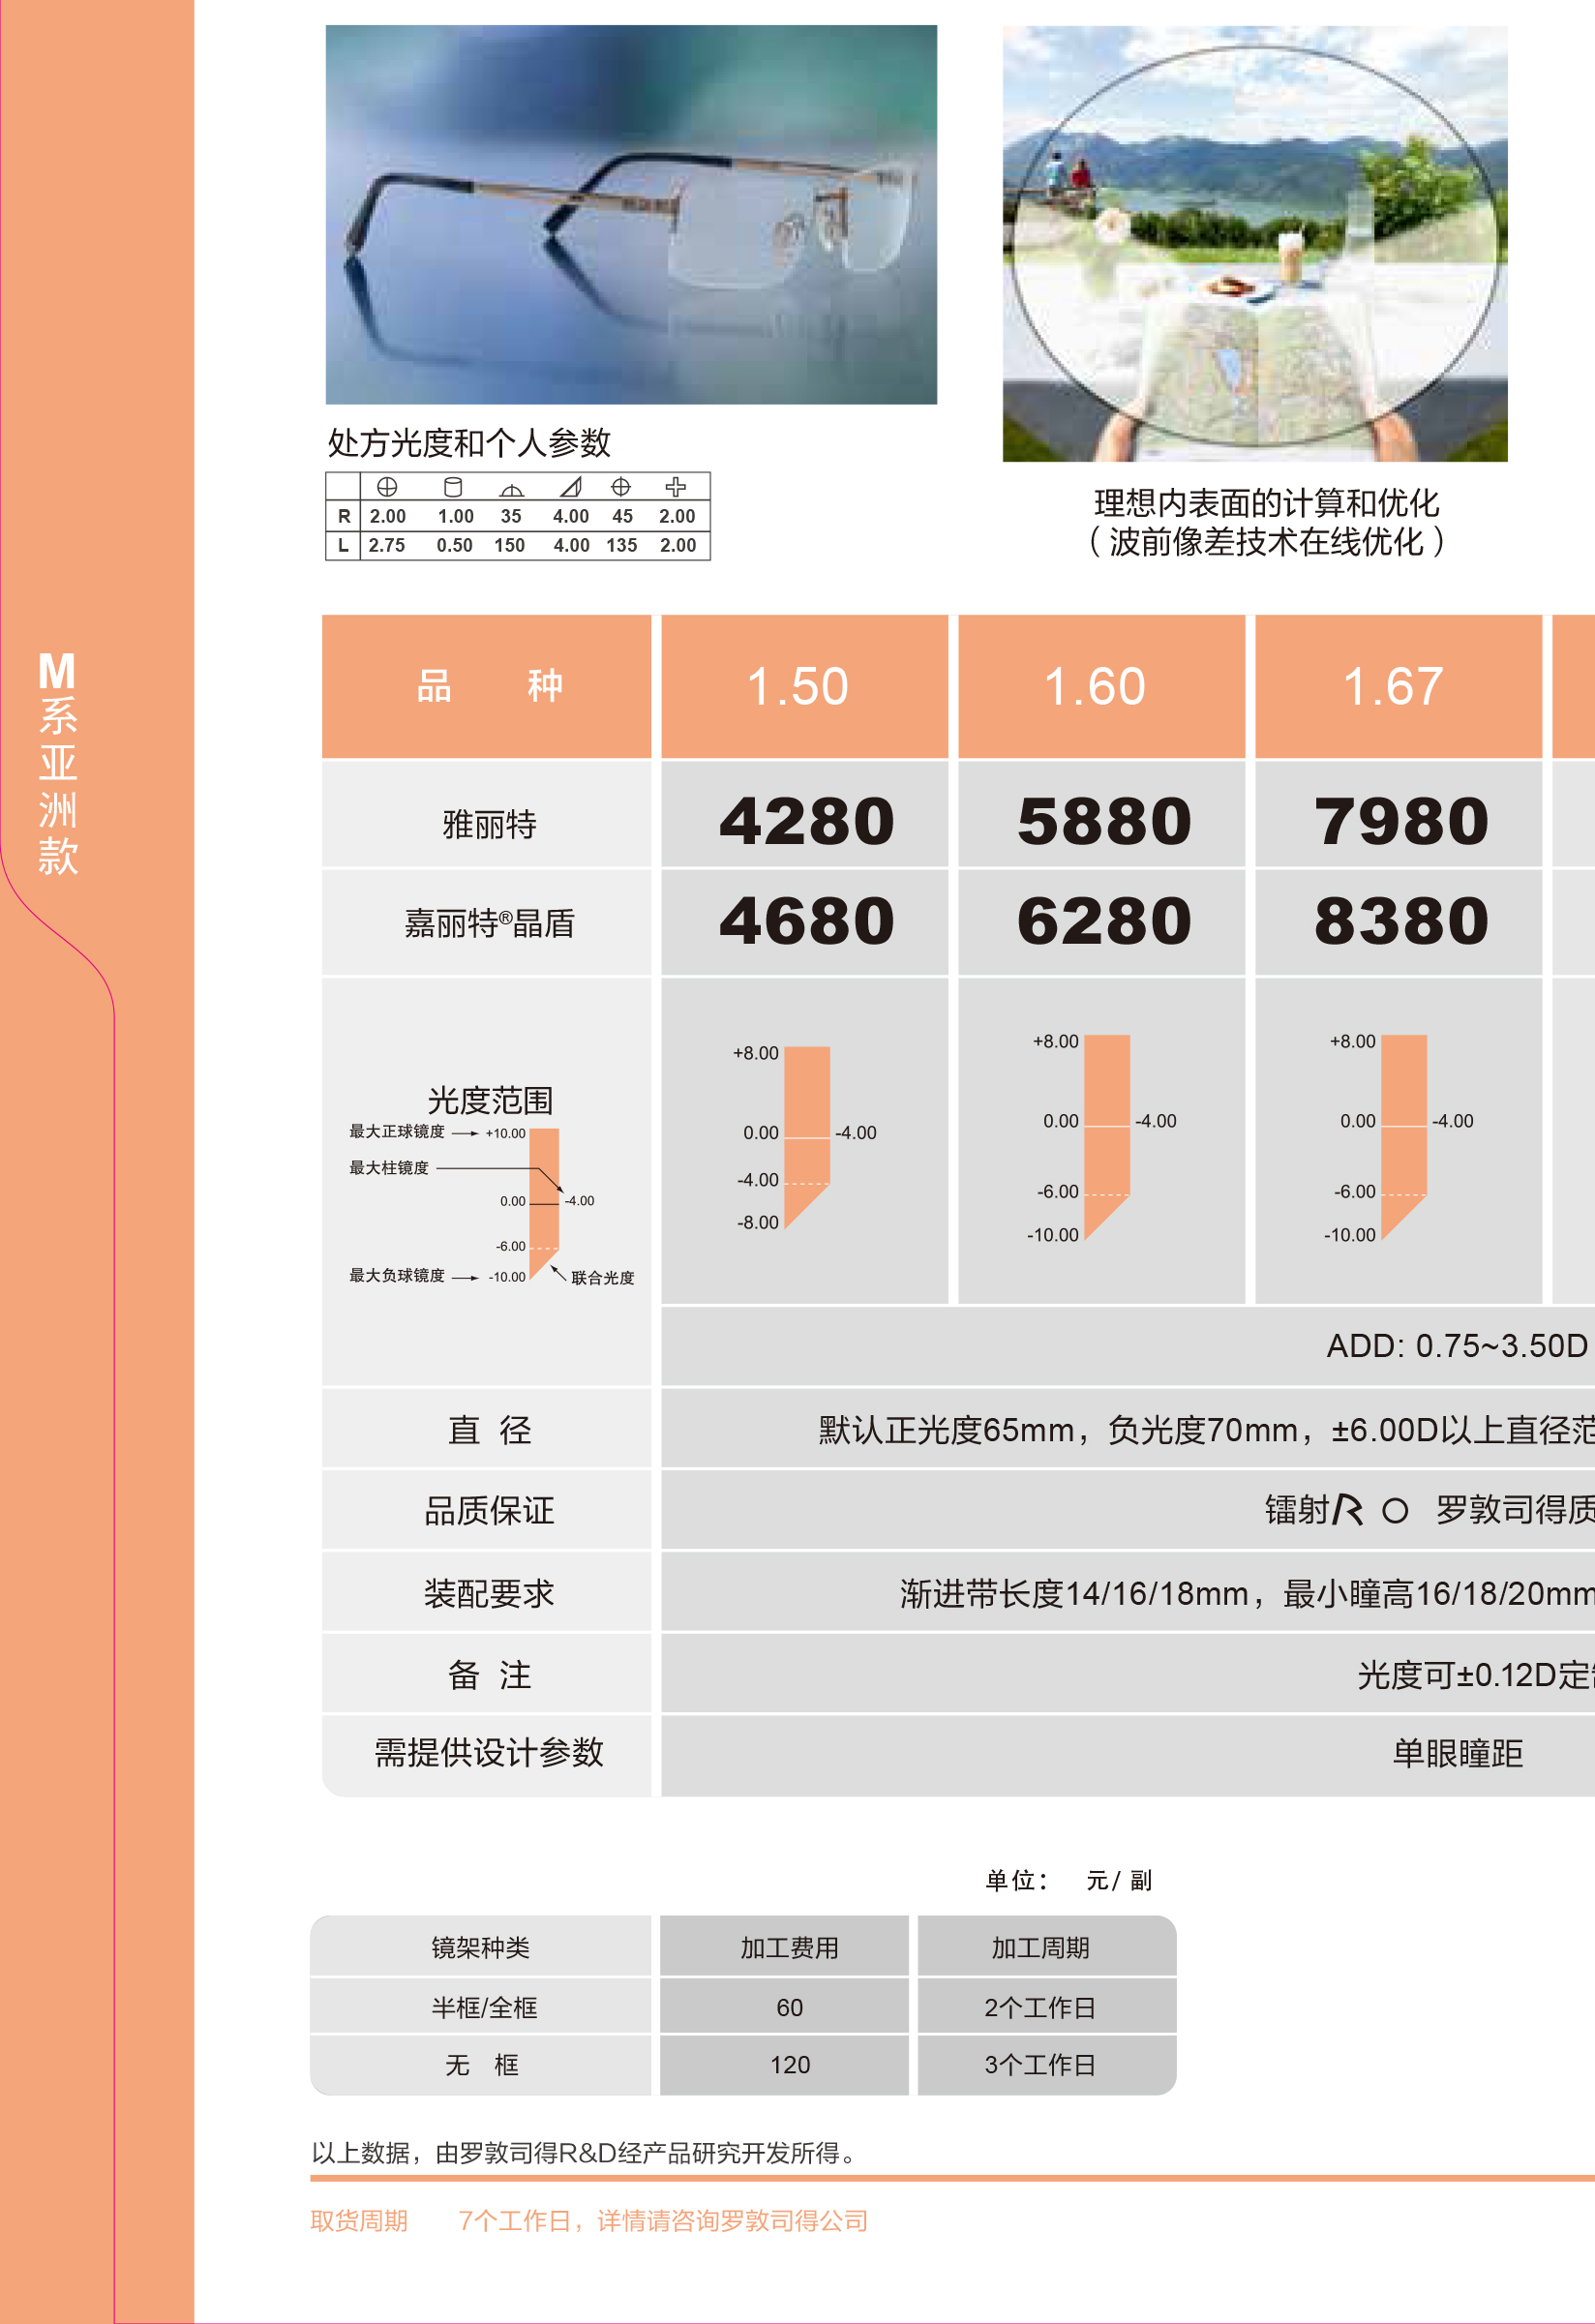 M系亚洲款
处方光度和个人参数
R 2.00 1.00 35 4.00 45 2.00
L 2.75 0.50 150 4.00 135 2.00
理想内表面的计算和优化
（波前像差技术在线优化）
品 种 1.50 1.60 1.67
雅丽特 4280 5880 7980
嘉丽特®晶盾 4680 6280 8380
光度范围
最大正球镜度 +10.00
最大柱镜度
0.00 -4.00
-6.00
最大负球镜度 -10.00 联合光度
+8.00
0.00 -4.00
-4.00
-8.00
+8.00
0.00 -4.00
-6.00
-10.00
+8.00
0.00 -4.00
-6.00
-10.00
ADD: 0.75~3.50D
直 径 默认正光度65mm，负光度70mm，±6.00D以上直径范
品质保证 镭射R O 罗敦司得质
装配要求 渐进带长度14/16/18mm，最小瞳高16/18/20mm
备 注 光度可±0.12D定
需提供设计参数 单眼瞳距
单位： 元/ 副
镜架种类 加工费用 加工周期
半框/全框 60 2个工作日
无 框 120 3个工作日
以上数据，由罗敦司得R&D经产品研究开发所得。
取货周期 7个工作日，详情请咨询罗敦司得公司